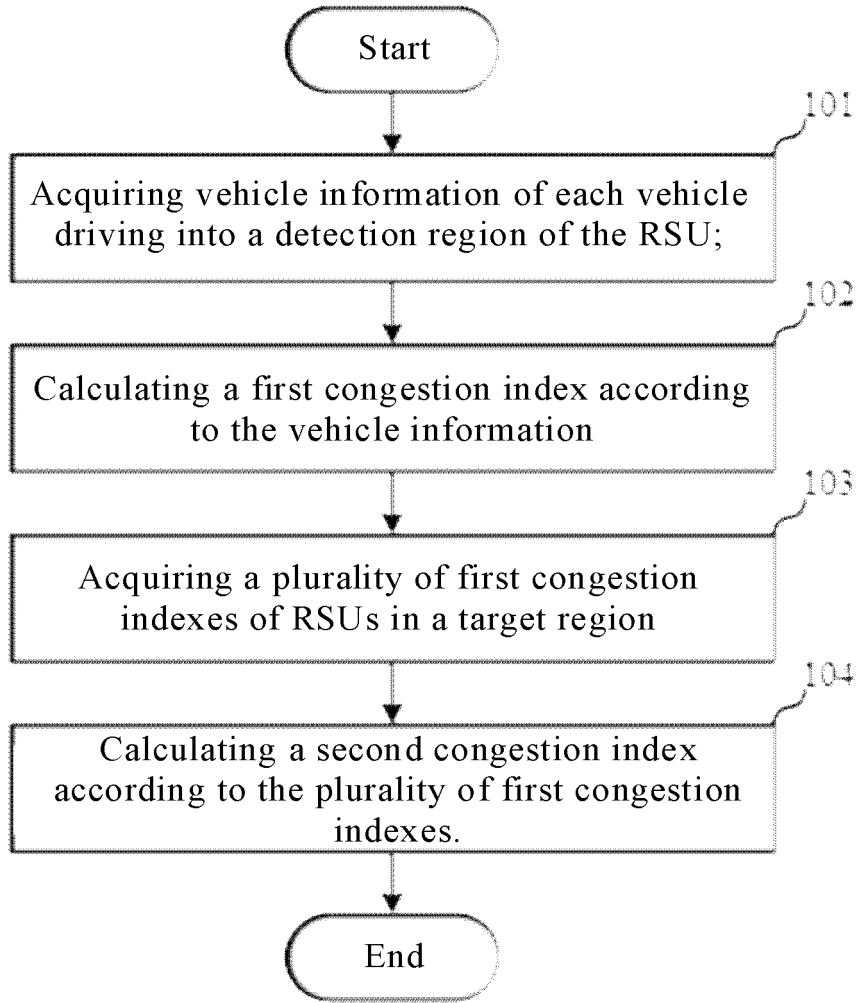 Start
101
Acquiring vehicle information of each vehicle
driving into a detection region of the RSU;
102
Calculating a first congestion index according
to the vehicle information
103
Acquiring a plurality of first congestion
indexes of RSUs in a target region
104
Calculating a second congestion index
according to the plurality of first congestion
indexes.
End